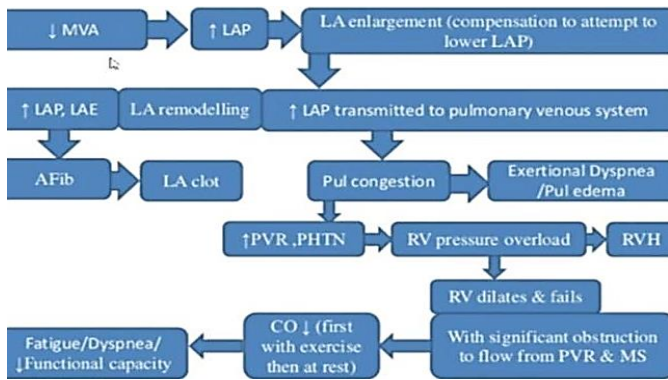 ↓ MVA
↑ LAP
LA enlargement (compensation to attempt to
lower LAP)
↑ LAP, LAE
LA remodelling
↑ LAP transmitted to pulmonary venous system
AFib
LA clot
Pul congestion
Exertional Dyspnea
/Pul edema
↑PVR ,PHTN
RV pressure overload
RVH
RV dilates & fails
Fatigue/Dyspnea/
↓Functional capacity
CO ↓ (first
with exercise
then at rest)
With significant obstruction
to flow from PVR & MS